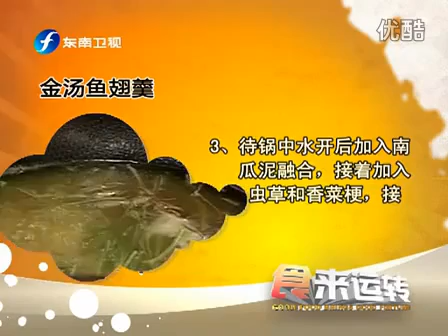 东南卫视
优酷
金汤鱼翅羹
3、待锅中水开后加入南
瓜泥融合，接着加入
虫草和香菜梗，接
食来运转